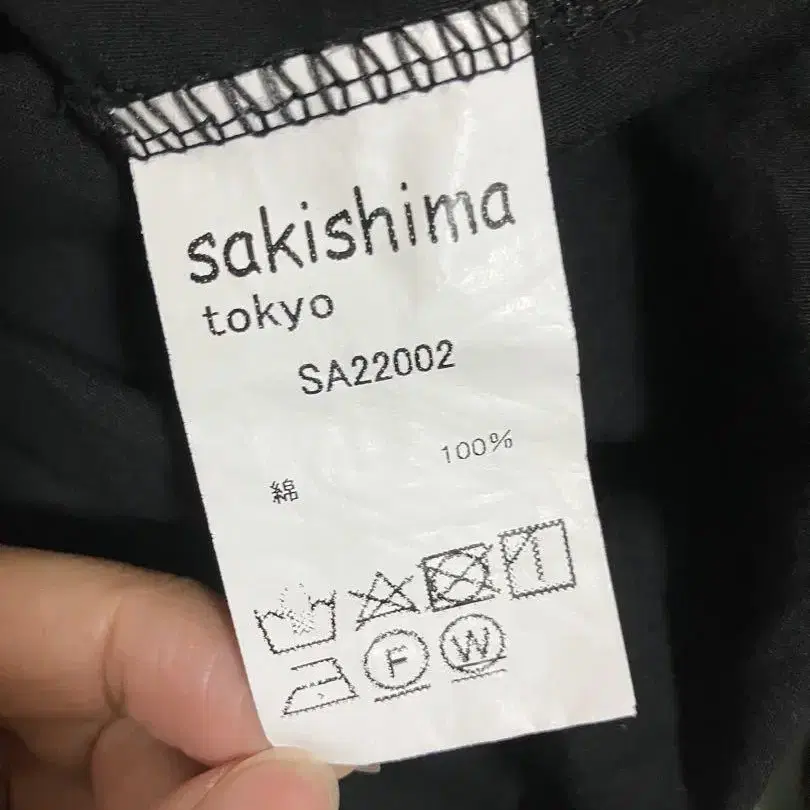 sakishima
tokyo
SA22002
綿 100%
F W